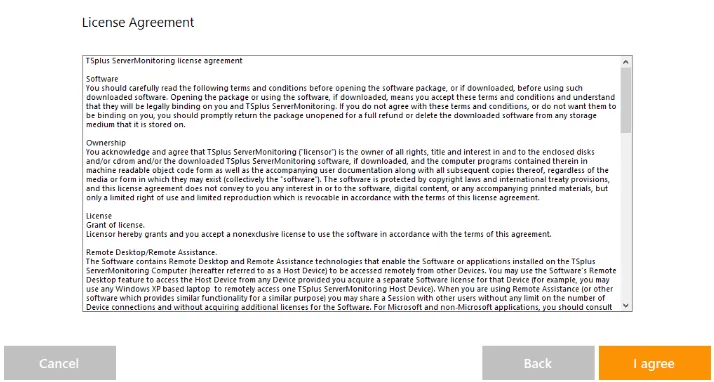 License Agreement
TSplus ServerMonitoring license agreement
Software
You should carefully read the following terms and conditions before opening the software package, or if downloaded, before using such
downloaded software. Opening the package or using the software, if downloaded, means you accept these terms and conditions and understand
that they will be legally binding on you and TSplus ServerMonitoring. If you do not agree with these terms and conditions, or do not want them to
be binding on you, you should promptly return the package unopened for a full refund or delete the downloaded software from any storage
medium that it is stored on.
Ownership
You acknowledge and agree that TSplus ServerMonitoring ("licensor") is the owner of all rights, title and interest in and to the enclosed disks
and/or cdrom and/or the downloaded TSplus ServerMonitoring software, if downloaded, and the computer programs contained therein in
machine readable object code form as well as the accompanying user documentation along with all subsequent copies thereof, regardless of the
media or form in which they may exist (collectively the "software"). The software is protected by copyright laws and international treaty provisions,
and this license agreement does not convey to you any interest in or to the software, digital content, or any accompanying printed materials, but
only a limited right of use and limited reproduction which is revocable in accordance with the terms of this license agreement.
License
Grant of license.
Licensor hereby grants and you accept a nonexclusive license to use the software in accordance with the terms of this agreement.
Remote Desktop/Remote Assistance.
The Software contains Remote Desktop and Remote Assistance technologies that enable the Software or applications installed on the TSplus
ServerMonitoring Computer (hereafter referred to as a Host Device) to be accessed remotely from other Devices. You may use the Software's Remote
Desktop feature to access the Host Device from any Device provided you acquire a separate Software license for that Device (for example, you may
use any Windows XP based laptop to remotely access one TSplus ServerMonitoring Host Device). When you are using Remote Assistance (or other
software which provides similar functionality for a similar purpose) you may share a Session with other users without any limit on the number of
Device connections and without acquiring additional licenses for the Software. For Microsoft and non-Microsoft applications, you should consult
Cancel
Back
I agree